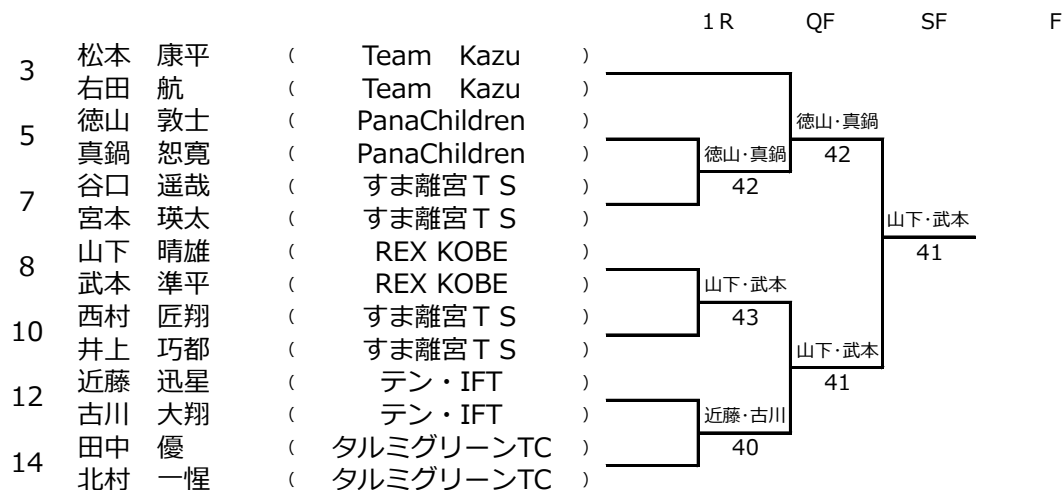 1R QF SF F
3
松本 康平 ( Team Kazu )
右田 航 ( Team Kazu )
5
徳山 敦士 ( PanaChildren )
真鍋 恕寛 ( PanaChildren )
7
谷口 遥哉 ( すま離宮TS )
宮本 瑛太 ( すま離宮TS )
8
山下 晴雄 ( REX KOBE )
武本 準平 ( REX KOBE )
10
西村 匠翔 ( すま離宮TS )
井上 巧都 ( すま離宮TS )
12
近藤 迅星 ( テン・IFT )
古川 大翔 ( テン・IFT )
14
田中 優 ( タルミグリーンTC )
北村 一惺 ( タルミグリーンTC )
徳山・真鍋
42
山下・武本
43
近藤・古川
40
徳山・真鍋
42
山下・武本
41
山下・武本
41